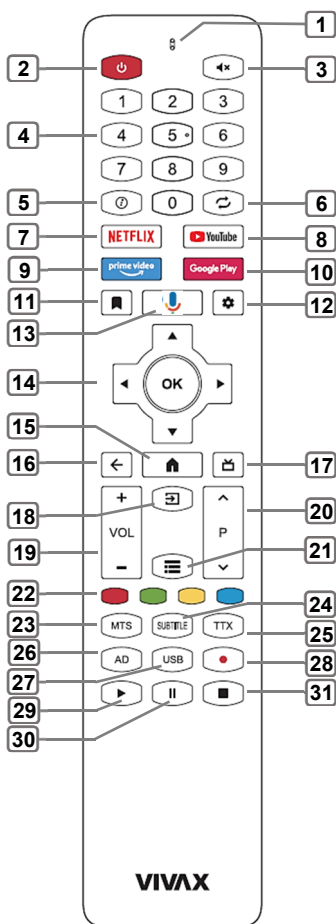 1
2
3
1 2 3
4
4 5 6
7 8 9
5
i 0
6
7
NETFLIX
YouTube
8
9
prime video
Google Play
10
11
12
13
14
OK
15
16
17
18
+
VOL
−
P
19
20
21
22
23
MTS
SUBTITLE
TTX
24
25
26
AD
USB
27
28
29
30
31
VIVAX